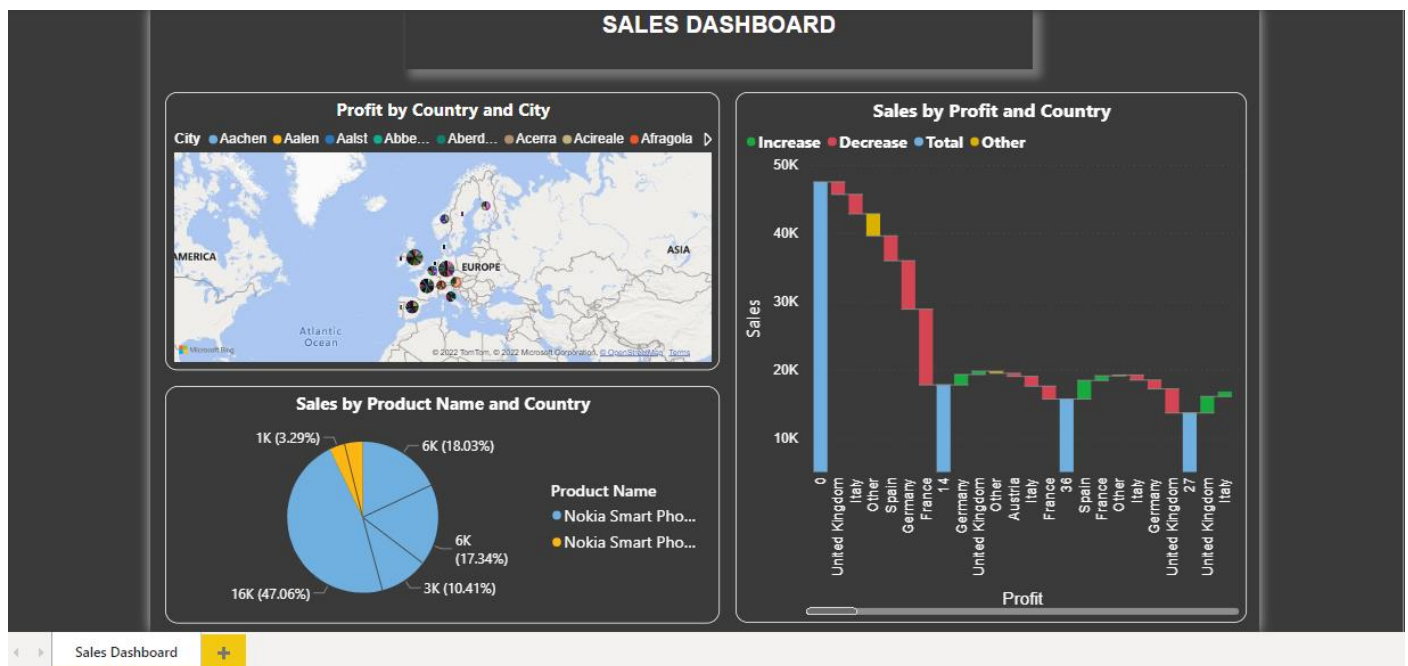 SALES DASHBOARD
Profit by Country and City
City Aachen Aalen Aalst Abbe... Aberd... Acerra Acireale Afragola
AMERICA
EUROPE
ASIA
Atlantic
Ocean
Microsoft Bing
© 2022 TomTom, © 2022 Microsoft Corporation, © OpenStreetMap Terms
Sales by Product Name and Country
1K (3.29%)
6K (18.03%)
6K
(17.34%)
3K (10.41%)
16K (47.06%)
Product Name
Nokia Smart Pho...
Nokia Smart Pho...
Sales by Profit and Country
Increase Decrease Total Other
50K
40K
30K
20K
10K
Sales
0
United Kingdom
Italy
Other
Spain
Germany
France
14
Germany
United Kingdom
Other
Austria
Italy
France
36
Spain
France
Other
Italy
Germany
United Kingdom
27
United Kingdom
Italy
Profit
Sales Dashboard